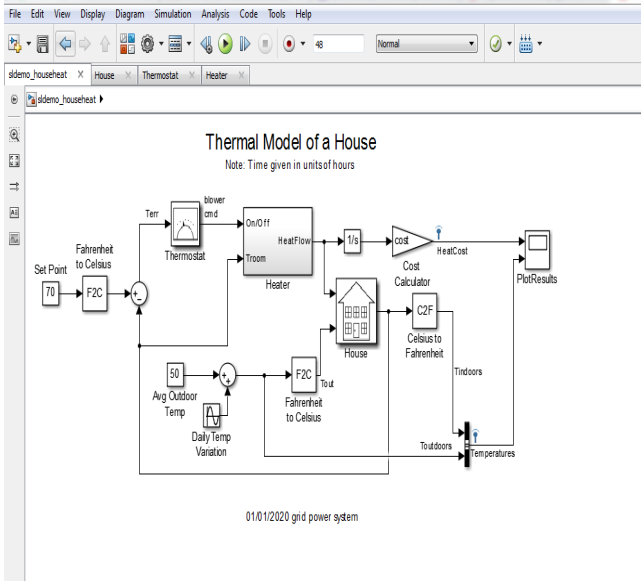 File Edit View Display Diagram Simulation Analysis Code Tools Help
48 Normal
sldemo_househeat House Thermostat Heater
sldemo_househeat
Thermal Model of a House
Note: Time given in units of hours
blower
cmd
Terr
On/Off
HeatFlow
Troom
Heater
Thermostat
1/s
cost
HeatCost
Cost
Calculator
PlotResults
Fahrenheit
to Celsius
Set Point
70
F2C
House
C2F
Celsius to
Fahrenheit
50
Avg Outdoor
Temp
F2C
Tout
Fahrenheit
to Celsius
Daily Temp
Variation
Tindoors
Toutdoors
Temperatures
01/01/2020 grid power system